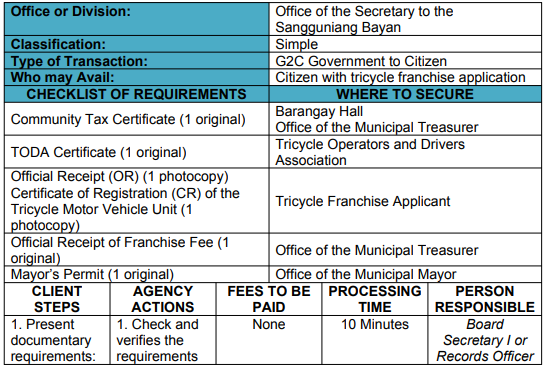 Office or Division:
Office of the Secretary to the
Sangguniang Bayan
Classification:
Simple
Type of Transaction:
G2C Government to Citizen
Who may Avail:
Citizen with tricycle franchise application
CHECKLIST OF REQUIREMENTS
WHERE TO SECURE
Community Tax Certificate (1 original)
Barangay Hall
Office of the Municipal Treasurer
TODA Certificate (1 original)
Tricycle Operators and Drivers
Association
Official Receipt (OR) (1 photocopy)
Certificate of Registration (CR) of the
Tricycle Motor Vehicle Unit (1
photocopy)
Tricycle Franchise Applicant
Official Receipt of Franchise Fee (1
original)
Office of the Municipal Treasurer
Mayor's Permit (1 original)
Office of the Municipal Mayor
CLIENT
STEPS
AGENCY
ACTIONS
FEES TO BE
PAID
PROCESSING
TIME
PERSON
RESPONSIBLE
1. Present
documentary
requirements:
1. Check and
verifies the
requirements
None
10 Minutes
Board
Secretary I or
Records Officer